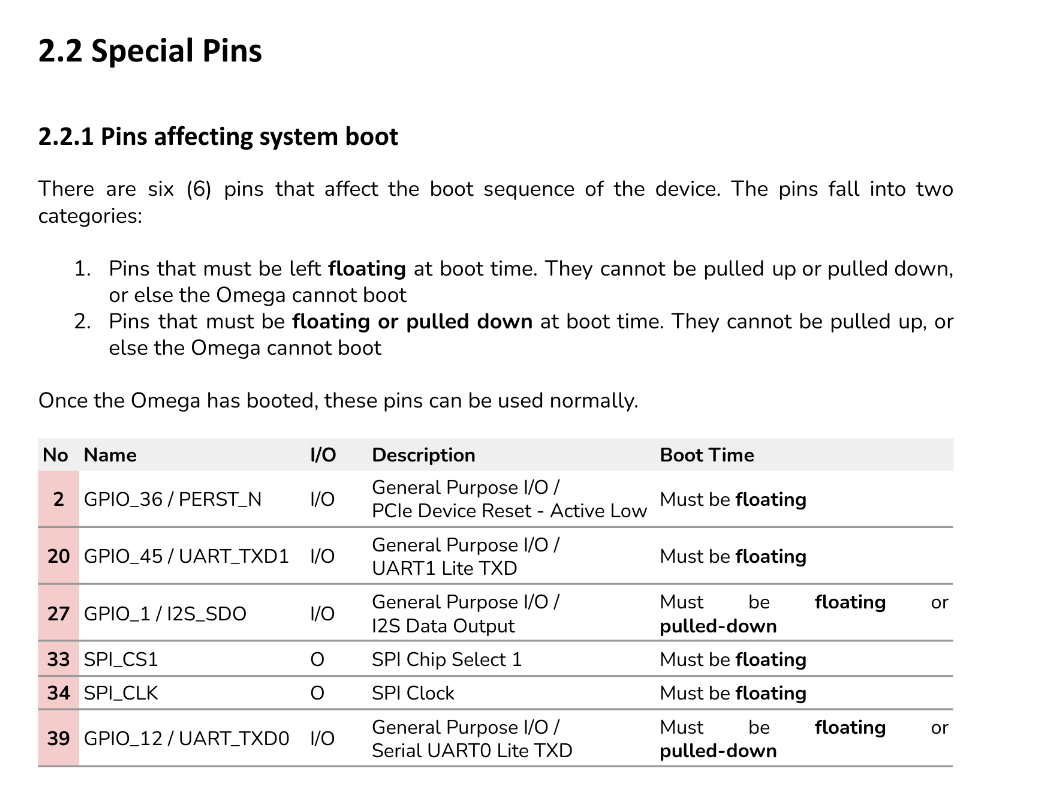 2.2 Special Pins
2.2.1 Pins affecting system boot
There are six (6) pins that affect the boot sequence of the device. The pins fall into two
categories:
1. Pins that must be left floating at boot time. They cannot be pulled up or pulled down,
or else the Omega cannot boot
2. Pins that must be floating or pulled down at boot time. They cannot be pulled up, or
else the Omega cannot boot
Once the Omega has booted, these pins can be used normally.
No Name I/O Description Boot Time
2 GPIO_36 / PERST_N I/O General Purpose I/O / Must be floating
PCIe Device Reset - Active Low
20 GPIO_45 / UART_TXD1 I/O General Purpose I/O / Must be floating
UART1 Lite TXD
27 GPIO_1 / I2S_SDO I/O General Purpose I/O / Must be floating or
I2S Data Output pulled-down
33 SPI_CS1 O SPI Chip Select 1 Must be floating
34 SPI_CLK O SPI Clock Must be floating
39 GPIO_12 / UART_TXD0 I/O General Purpose I/O / Must be floating or
Serial UART0 Lite TXD pulled-down